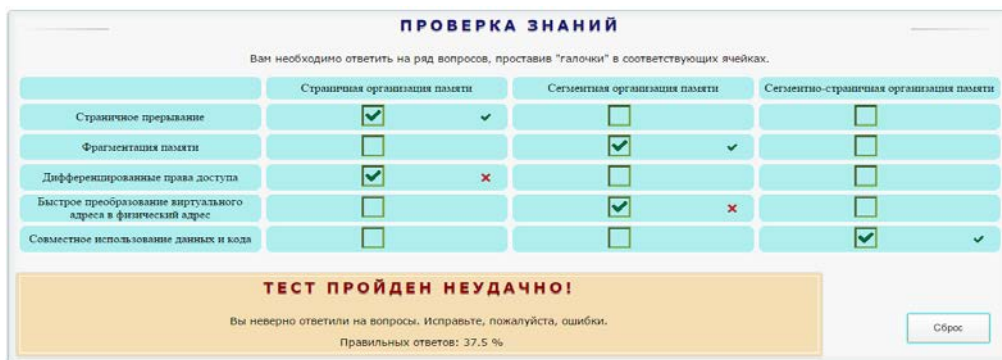 ПРОВЕРКА ЗНАНИЙ
Вам необходимо ответить на ряд вопросов, проставив "галочки" в соответствующих ячейках.
Страничная организация памяти Сегментная организация памяти Сегментно-страничная организация памяти
Страничное прерывание
Фрагментация памяти
Дифференцированные права доступа
Быстрое преобразование виртуального
адреса в физический адрес
Совместное использование данных и кода
ТЕСТ ПРОЙДЕН НЕУДАЧНО!
Вы неверно ответили на вопросы. Исправьте, пожалуйста, ошибки.
Правильных ответов: 37.5 %
Сброс